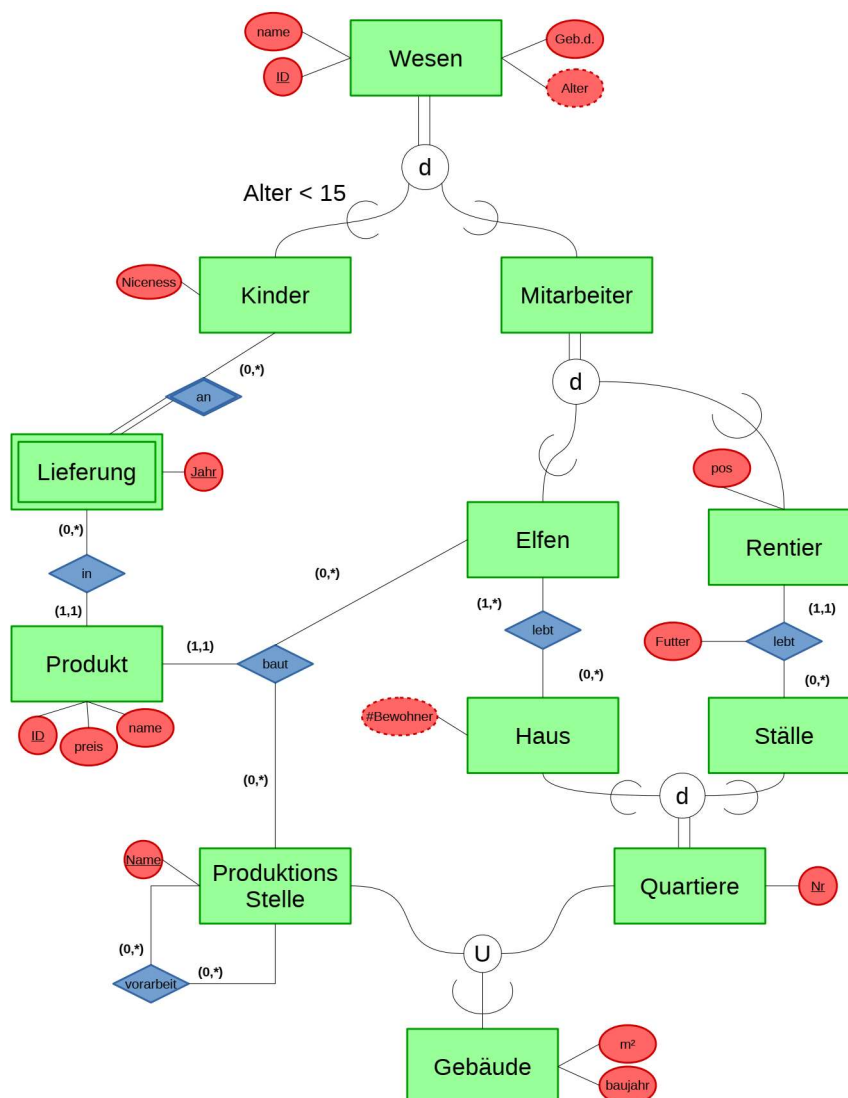 name
Wesen
Geb.d.
ID
Alter
d
Alter < 15
Niceness
Kinder
Mitarbeiter
(0,*)
d
an
Lieferung
Jahr
pos
(0,*)
Elfen
Rentier
in
(0,*)
(1,*)
(1,1)
(1,1)
lebt
Futter
lebt
Produkt
(1,1)
baut
(0,*)
(0,*)
ID
preis
name
#Bewohner
Haus
Ställe
(0,*)
d
Name
Produktions
Stelle
Quartiere
Nr
(0,*)
(0,*)
vorarbeit
U
Gebäude
m²
baujahr